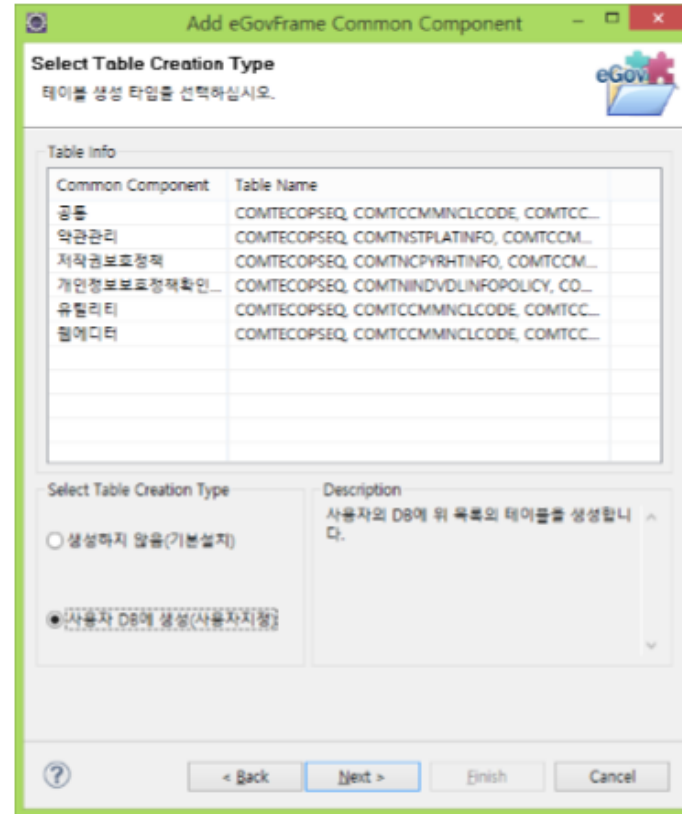 Add eGovFrame Common Component
Select Table Creation Type
테이블 생성 타입을 선택하십시오.
eGov
Table Info
Common Component Table Name
공통 COMTECOPSEQ, COMTCCMMNCLCODE, COMTCC...
약관관리 COMTECOPSEQ, COMTNSTPLATINFO, COMTCCM...
저작권보호정책 COMTECOPSEQ, COMTNCPYRHTINFO, COMTCCM...
개인정보보호정책확인... COMTECOPSEQ, COMTNINDVDLINFOPOLICY, CO...
유틸리티 COMTECOPSEQ, COMTCCMMNCLCODE, COMTCC...
웹에디터 COMTECOPSEQ, COMTCCMMNCLCODE, COMTCC...
Select Table Creation Type
생성하지 않음(기본설치)
사용자 DB에 생성(사용자지정)
Description
사용자의 DB에 위 목록의 테이블을 생성합니
다.
< Back Next > Finish Cancel